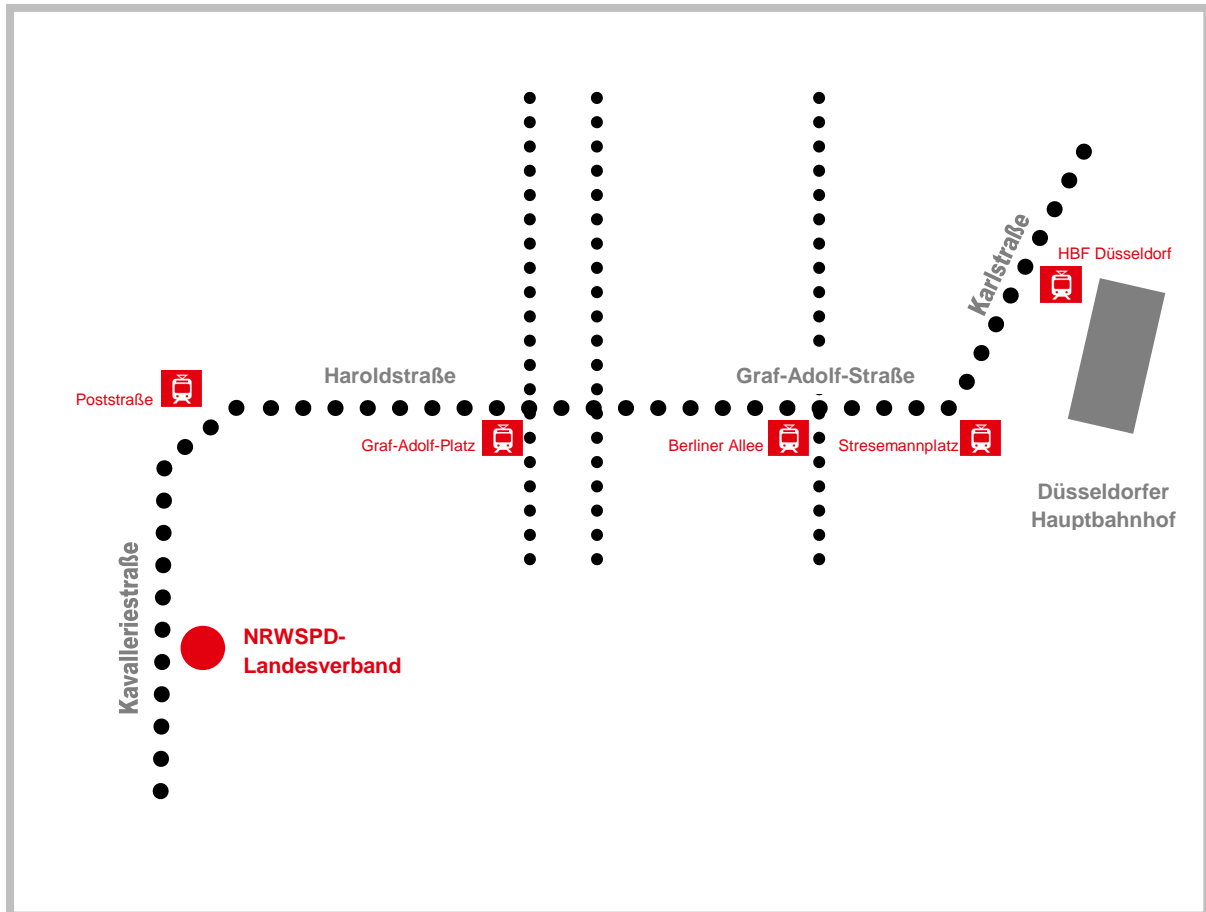 Karlstraße
HBF Düsseldorf
Haroldstraße
Graf-Adolf-Straße
Poststraße
Graf-Adolf-Platz
Berliner Allee
Stresemannplatz
Düsseldorfer
Hauptbahnhof
Kavalleriestraße
NRWSPD-
Landesverband